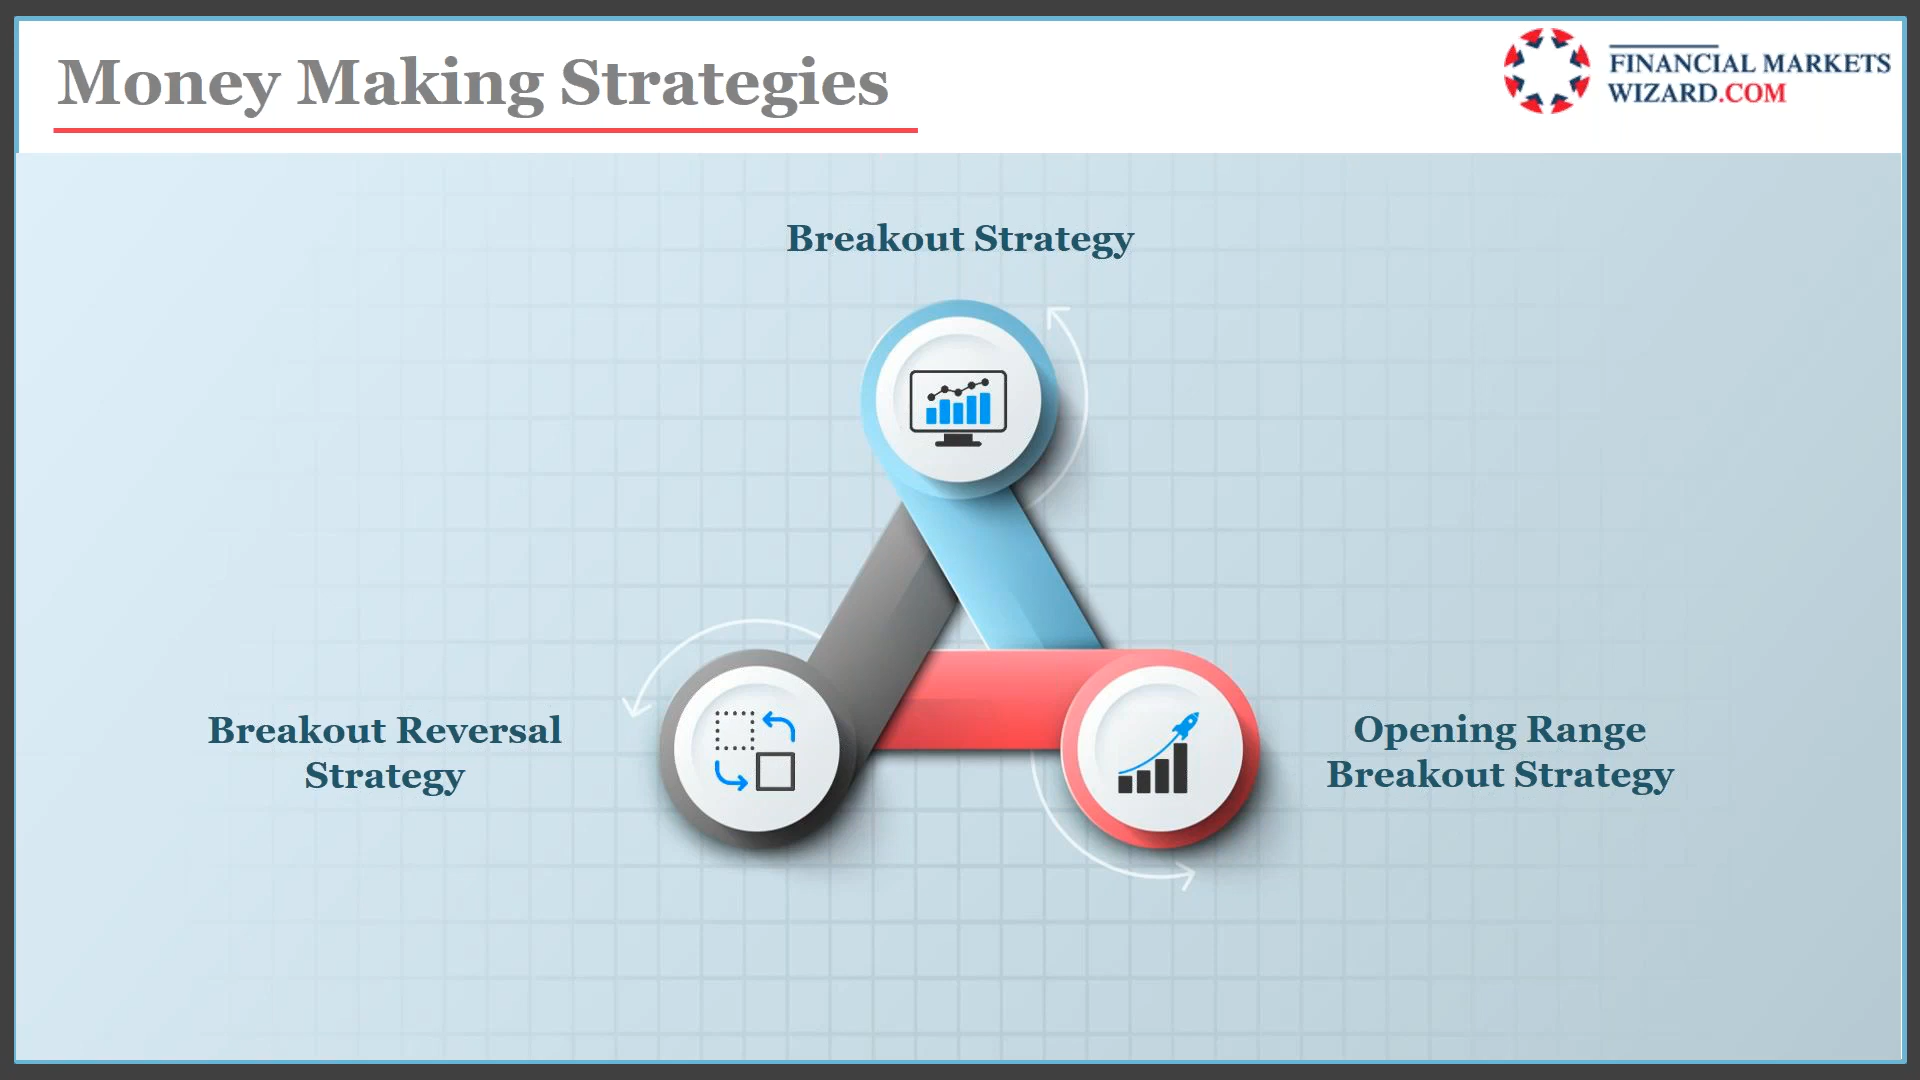 Money Making Strategies
FINANCIAL MARKETS
WIZARD.COM
Breakout Strategy
Breakout Reversal
Strategy
Opening Range
Breakout Strategy